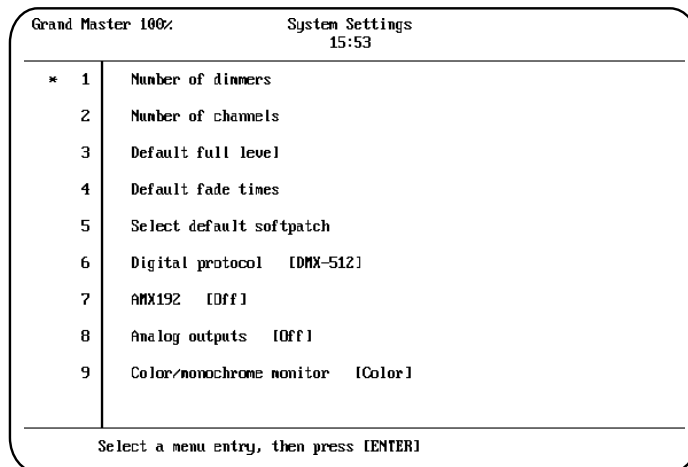 Grand Master 100% System Settings
15:53
* 1 Number of dimmers
2 Number of channels
3 Default full level
4 Default fade times
5 Select default softpatch
6 Digital protocol [DMX-512]
7 AMX192 [Off]
8 Analog outputs [Off]
9 Color/monochrome monitor [Color]
Select a menu entry, then press [ENTER]